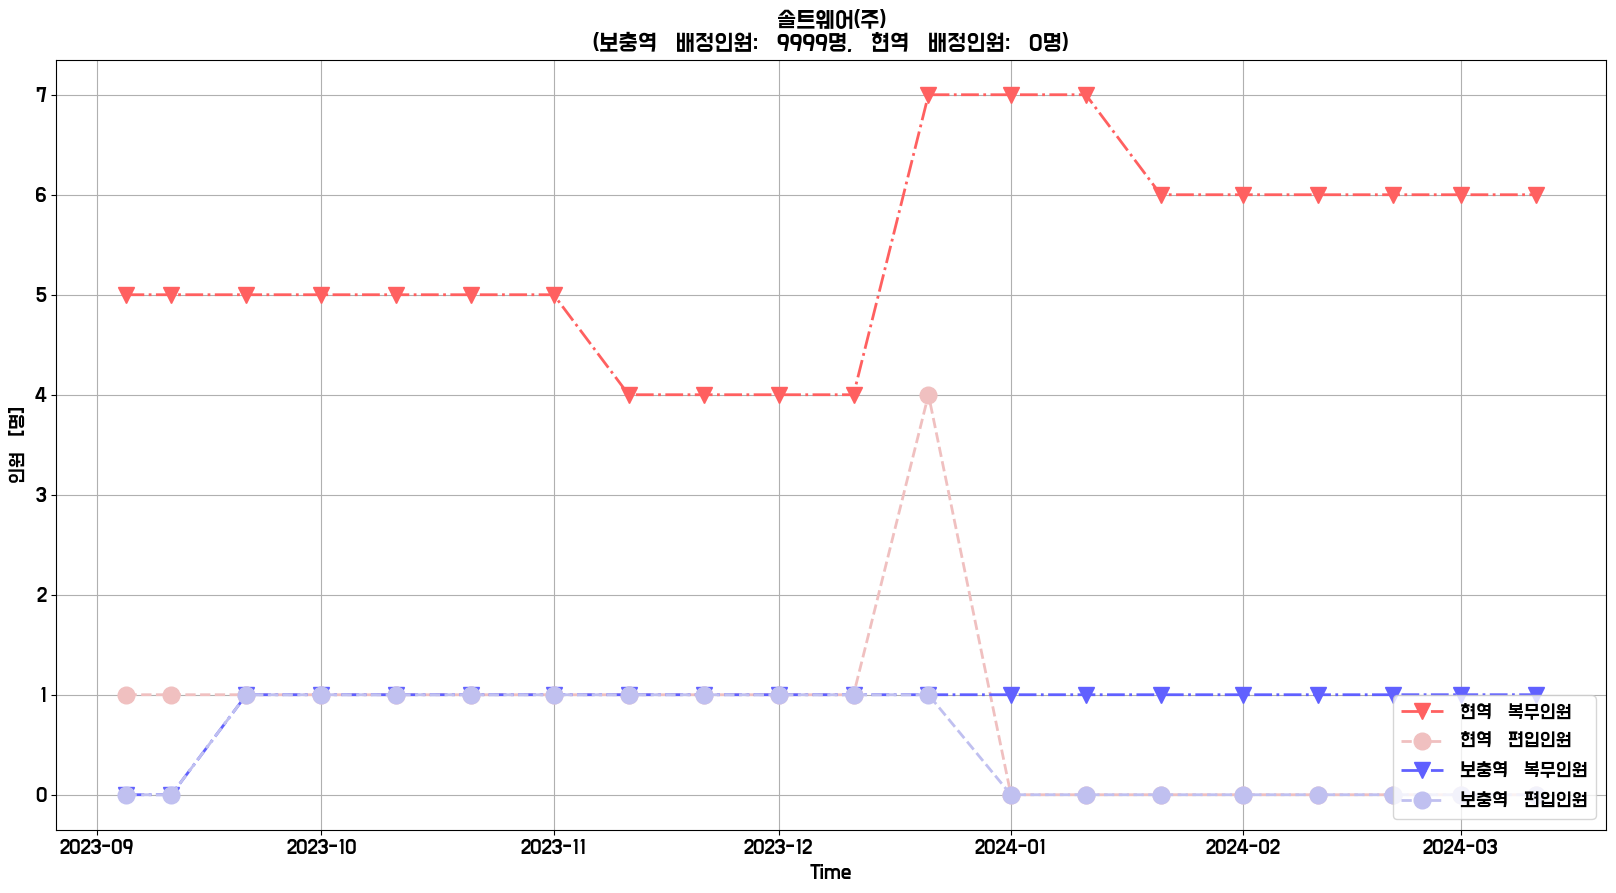 솔트웨어(주)
(보충역 배정인원: 9999명, 현역 배정인원: 0명)
7
6
5
4
3
2
1
0
인원 [명]
2023-09 2023-10 2023-11 2023-12 2024-01 2024-02 2024-03
Time
현역 복무인원
현역 편입인원
보충역 복무인원
보충역 편입인원